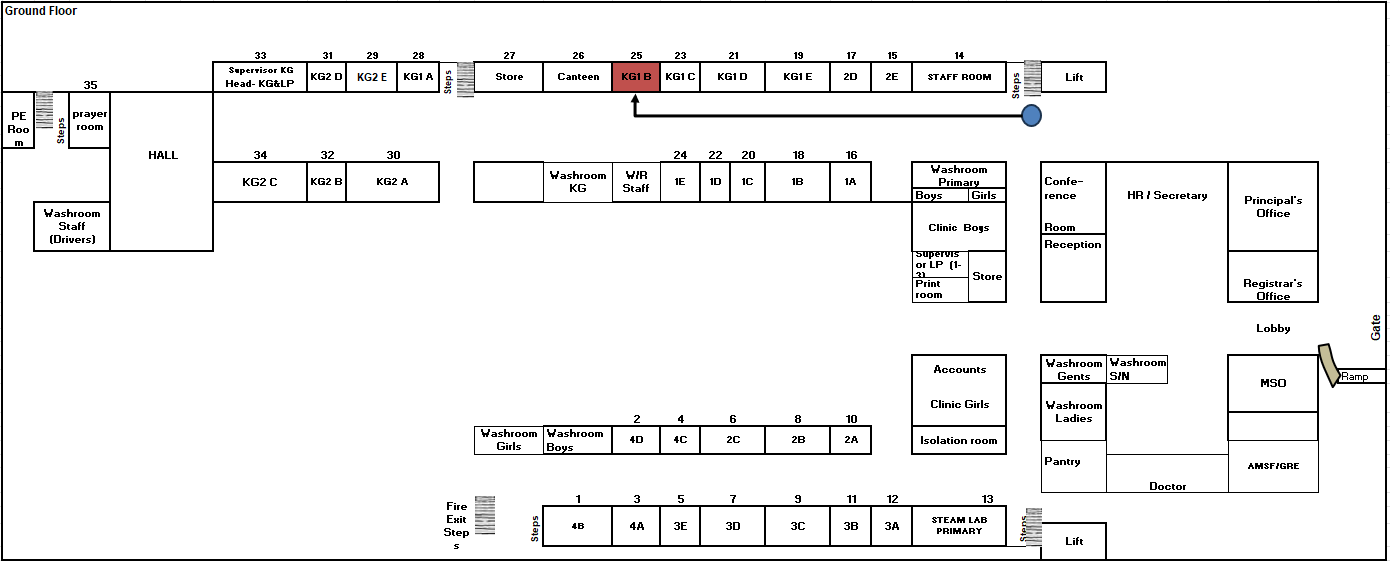 Ground Floor
33 31 29 28 27 26 25 23 21 19 17 15 14
Supervisor KG
Head- KG&LP
KG2 D
KG2 E
KG1 A
Steps
Store
Canteen
KG1 B
KG1 C
KG1 D
KG1 E
2D
2E
STAFF ROOM
Steps
Lift
35
PE
Roo
m
Steps
prayer
room
HALL
34 32 30 24 22 20 18 16
KG2 C
KG2 B
KG2 A
Washroom
KG
W/R
Staff
1E
1D
1C
1B
1A
Washroom
Primary
Boys
Girls
Confe-
rence
Room
HR / Secretary
Principal's
Office
Washroom
Staff
(Drivers)
Clinic Boys
Reception
Supervis
or LP (1-
3)
Print
room
Store
Registrar's
Office
Lobby
Gate
Ramp
Accounts
Clinic Girls
Isolation room
Washroom
Gents
Washroom
S/N
MSO
Washroom
Ladies
Pantry
Doctor
AMSF/GRE
2 4 6 8 10
Washroom
Girls
Washroom
Boys
4D
4C
2C
2B
2A
Fire
Exit
Step
s
Steps
1 3 5 7 9 11 12 13
4B
4A
3E
3D
3C
3B
3A
STEAM LAB
PRIMARY
Steps
Lift